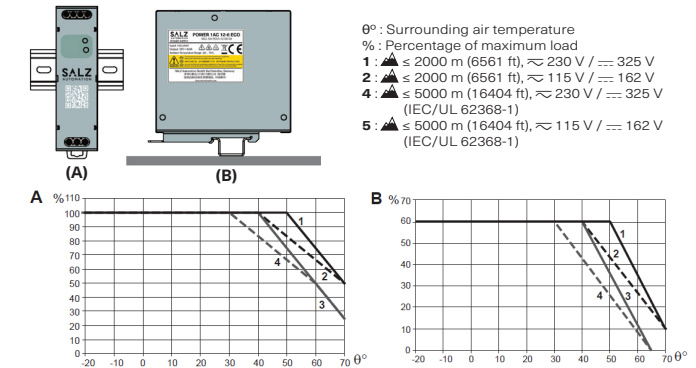 SALZ
AUTOMATION
SALZ
AUTOMATION
POWER 1AC 12-6 ECO
CE
(A)
(B)
θ° : Surrounding air temperature
% : Percentage of maximum load
1 : ≤ 2000 m (6561 ft), ⏦ 230 V / ⎓ 325 V
2 : ≤ 2000 m (6561 ft), ⏦ 115 V / ⎓ 162 V
4 : ≤ 5000 m (16404 ft), ⏦ 230 V / ⎓ 325 V
(IEC/UL 62368-1)
5 : ≤ 5000 m (16404 ft), ⏦ 115 V / ⎓ 162 V
(IEC/UL 62368-1)
A
%110
100
90
80
70
60
50
40
30
20
10
0
1
2
3
4
-20 -10 0 10 20 30 40 50 60 70 θ°
B
%70
60
50
40
30
20
10
0
1
2
3
4
-20 -10 0 10 20 30 40 50 60 70 θ°